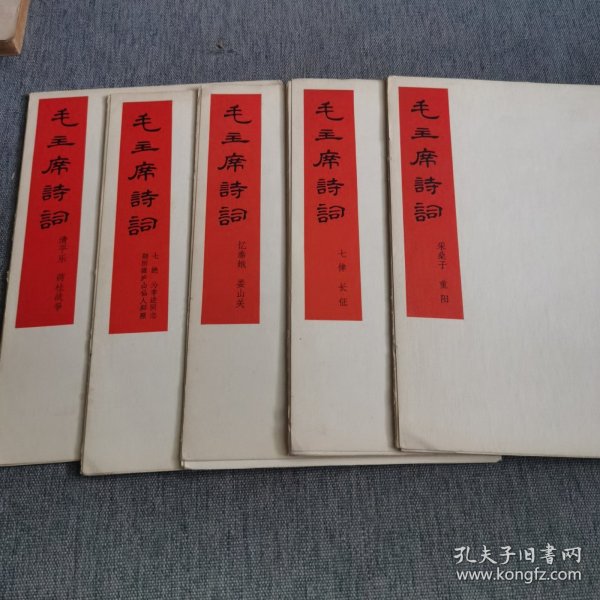 毛主席詩詞
清平乐 蒋桂战争
毛主席詩詞
七绝 为李进同志
题所摄庐山仙人洞照
毛主席詩詞
忆秦娥 娄山关
毛主席詩詞
七律 长征
毛主席詩詞
采桑子 重阳
孔夫子旧书网
www.kongfz.com